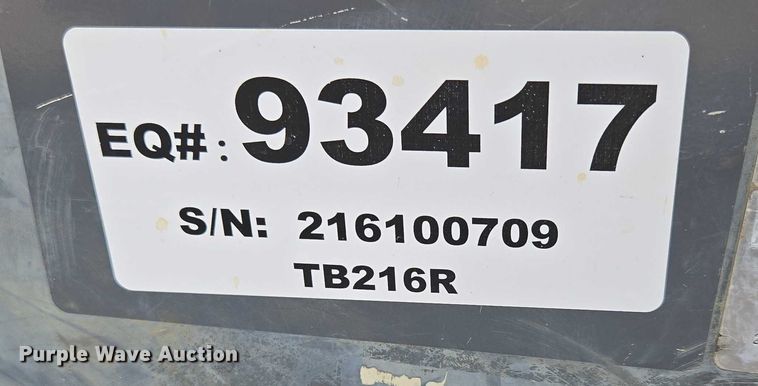 EQ#: 93417
S/N: 216100709
TB216R
Purple Wave Auction